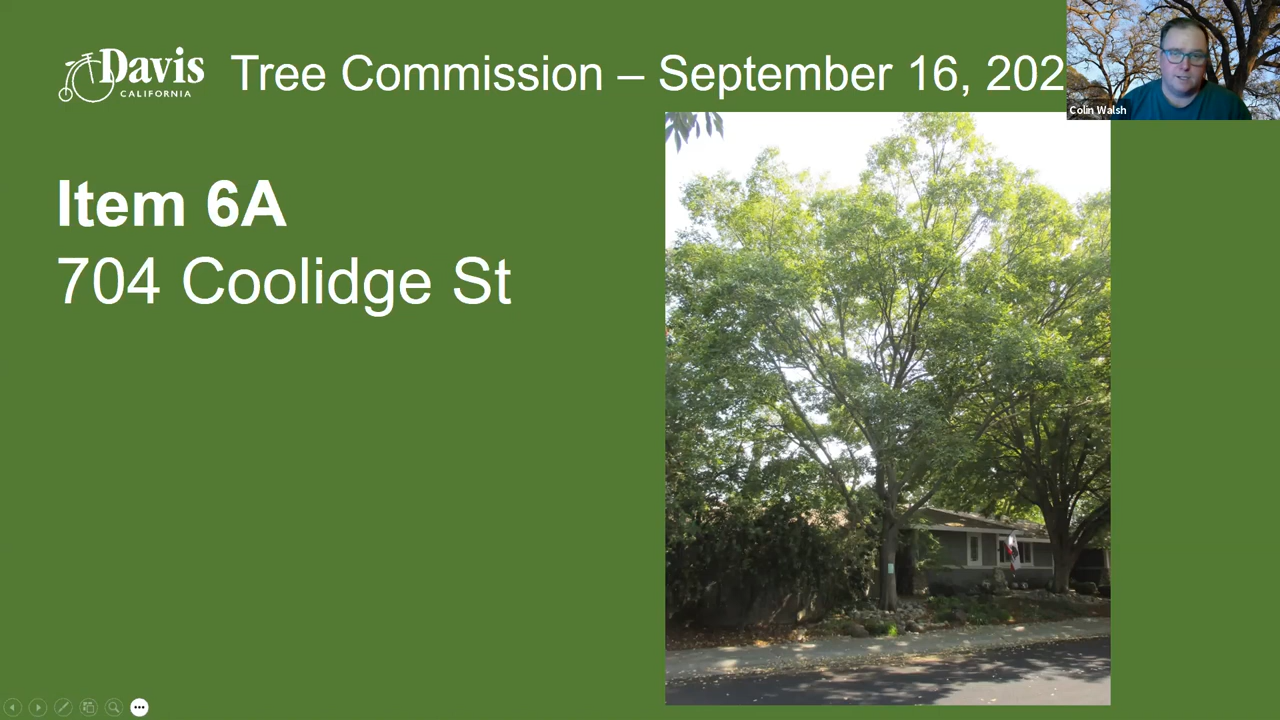 Davis
CALIFORNIA
Tree Commission – September 16, 202
Colin Walsh
Item 6A
704 Coolidge St